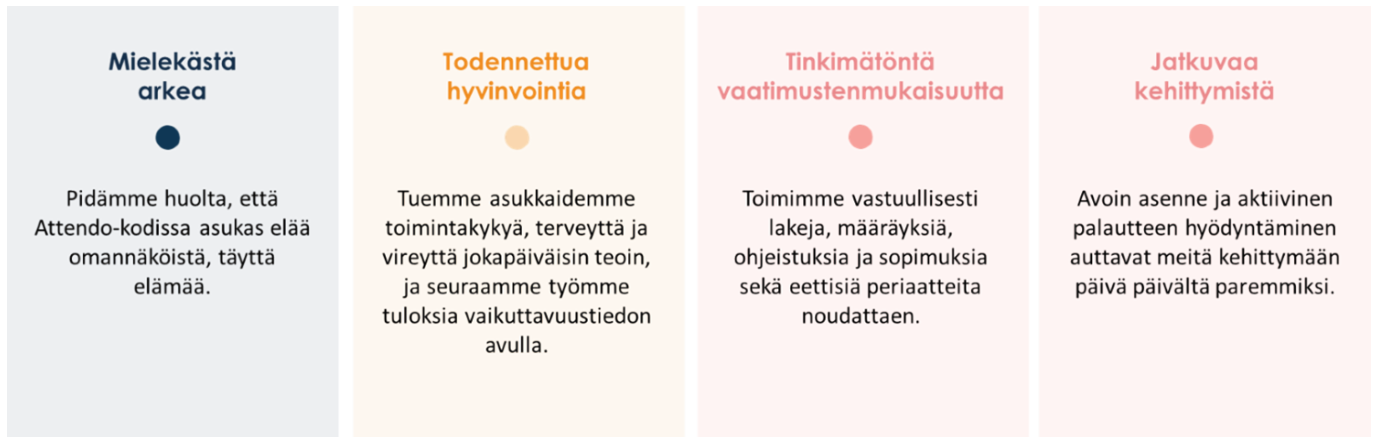 Mielekästä
arkea
Pidämme huolta, että
Attendo-kodissa asukas elää
omannäköistä, täyttä
elämää.
Todennettua
hyvinvointia
Tuemme asukkaidemme
toimintakykyä, terveyttä ja
vireyttä jokapäiväisin teoin,
ja seuraamme työmme
tuloksia vaikuttavuustiedon
avulla.
Tinkimätöntä
vaatimustenmukaisuutta
Toimimme vastuullisesti
lakeja, määräyksiä,
ohjeistuksia ja sopimuksia
sekä eettisiä periaatteita
noudattaen.
Jatkuvaa
kehittymistä
Avoin asenne ja aktiivinen
palautteen hyödyntäminen
auttavat meitä kehittymään
päivä päivältä paremmiksi.